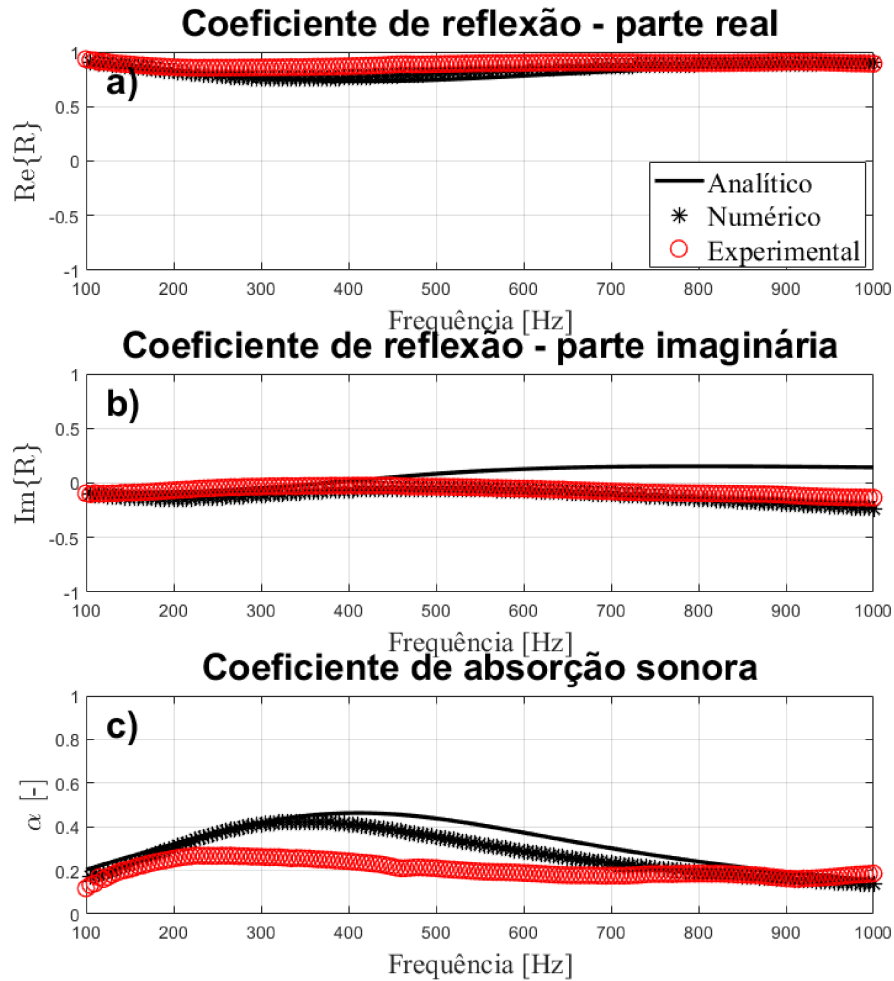 Coeficiente de reflexão - parte real
a)
1
0.5
0
-0.5
-1
Re{R}
Analítico
Numérico
Experimental
100 200 300 400 500 600 700 800 900 1000
Frequência [Hz]
Coeficiente de reflexão - parte imaginária
b)
1
0.5
0
-0.5
-1
Im{R}
100 200 300 400 500 600 700 800 900 1000
Frequência [Hz]
Coeficiente de absorção sonora
c)
1
0.8
0.6
0.4
0.2
0
α [-]
100 200 300 400 500 600 700 800 900 1000
Frequência [Hz]